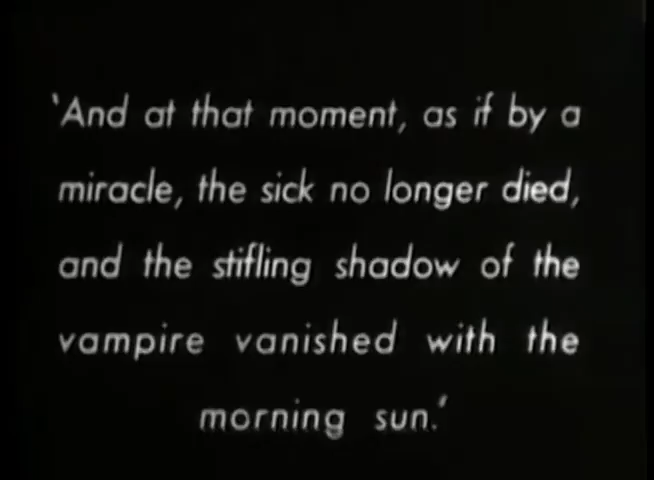 'And at that moment, as if by a
miracle, the sick no longer died,
and the stifling shadow of the
vampire vanished with the
morning sun.'